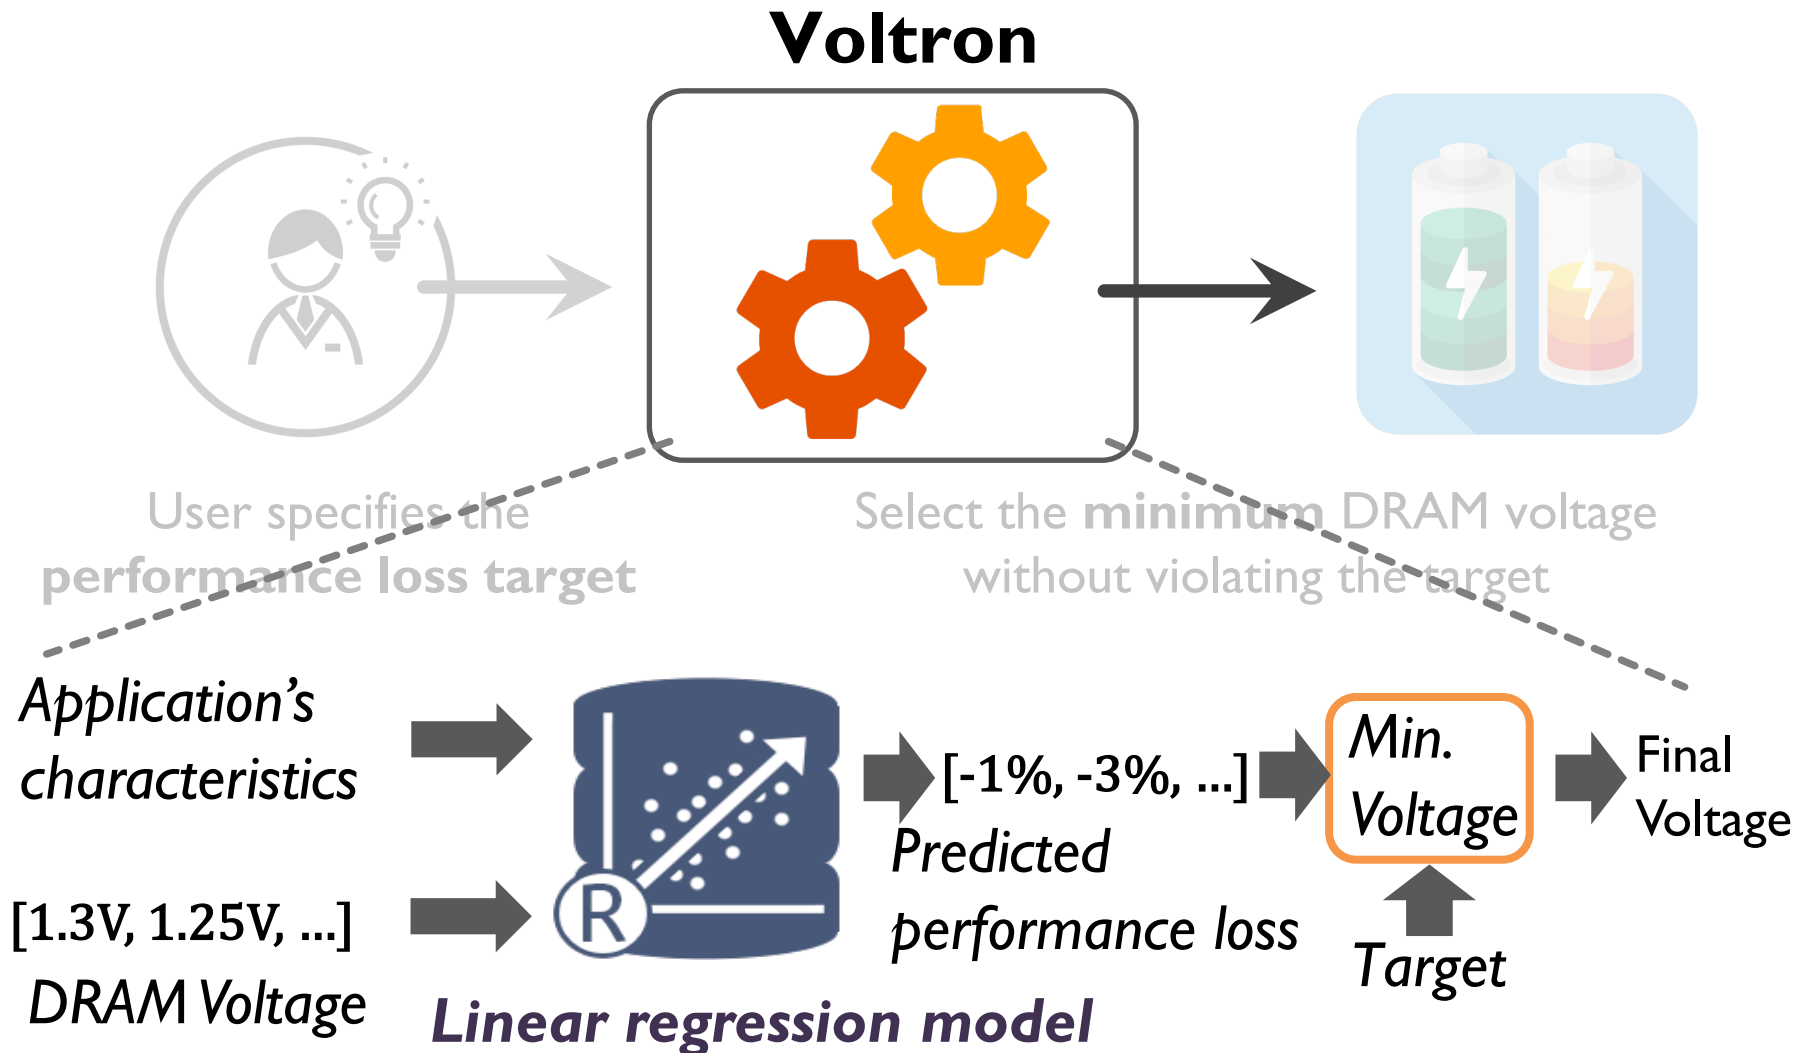 Voltron
User specifies the
performance loss target
Select the minimum DRAM voltage
without violating the target
Application’s
characteristics
[1.3V, 1.25V, ...]
DRAM Voltage
R
Linear regression model
[-1%, -3%, ...]
Predicted
performance loss
Min.
Voltage
Target
Final
Voltage